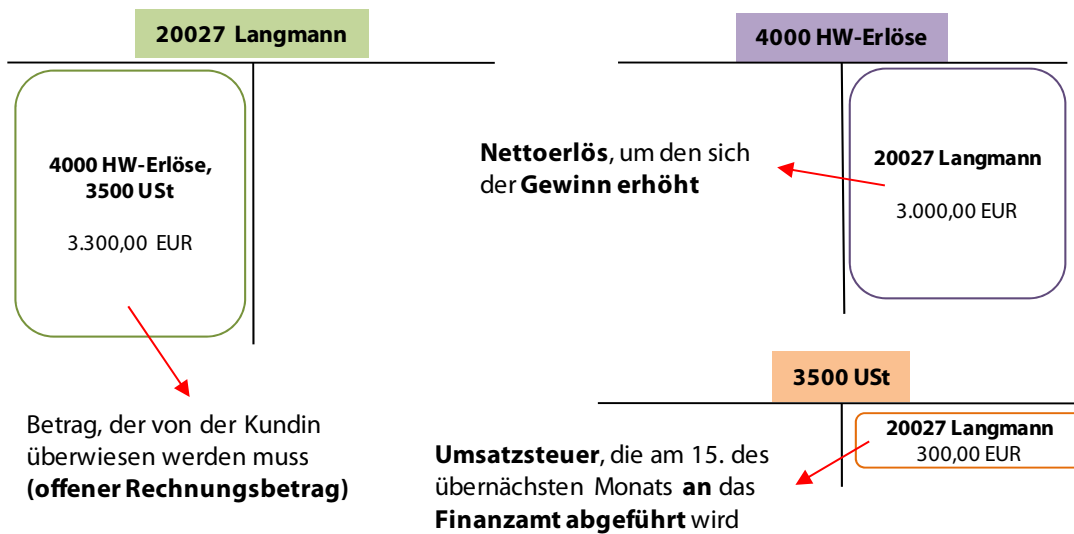 20027 Langmann
4000 HW-Erlöse,
3500 USt
3.300,00 EUR
Betrag, der von der Kundin
überwiesen werden muss
(offener Rechnungsbetrag)
4000 HW-Erlöse
Nettoerlös, um den sich
der Gewinn erhöht
20027 Langmann
3.000,00 EUR
3500 USt
20027 Langmann
300,00 EUR
Umsatzsteuer, die am 15. des
übernächsten Monats an das
Finanzamt abgeführt wird